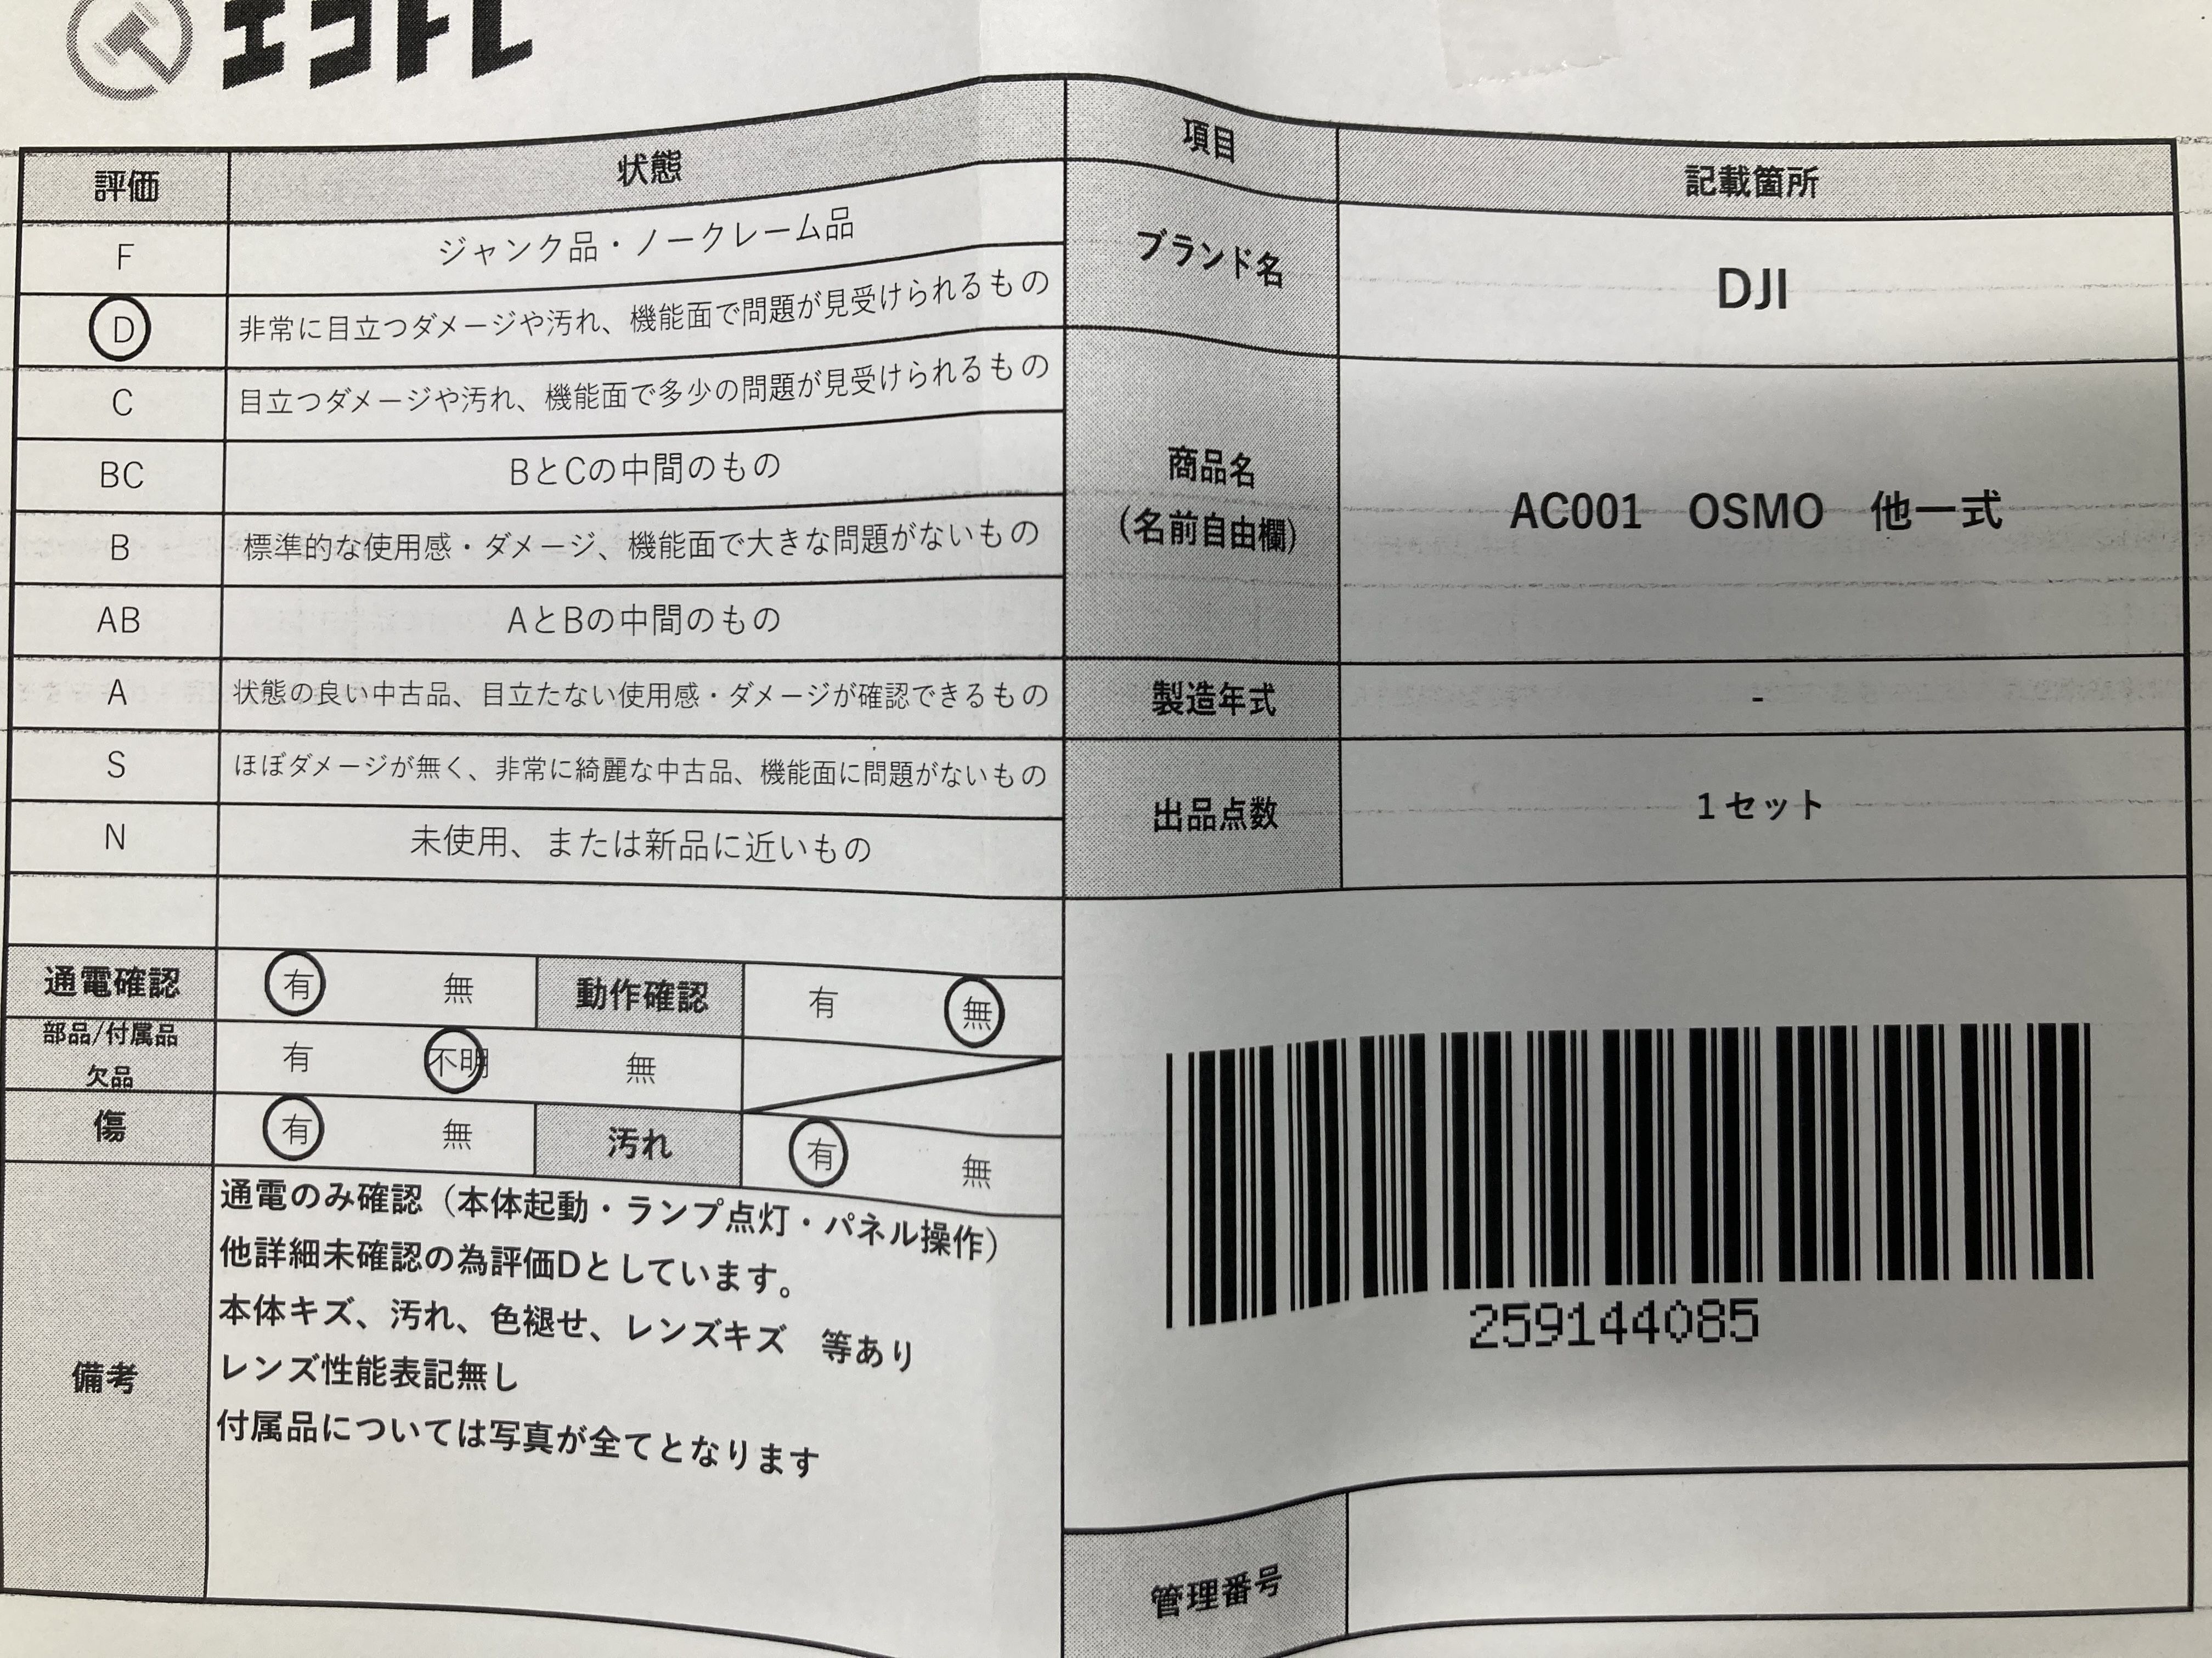 エコトレ
評価 状態
F ジャンク品・ノークレーム品
D 非常に目立つダメージや汚れ、機能面で問題が見受けられるもの
C 目立つダメージや汚れ、機能面で多少の問題が見受けられるもの
BC BとCの中間のもの
B 標準的な使用感・ダメージ、機能面で大きな問題がないもの
AB AとBの中間のもの
A 状態の良い中古品、目立たない使用感・ダメージが確認できるもの
S ほぼダメージが無く、非常に綺麗な中古品、機能面に問題がないもの
N 未使用、または新品に近いもの
通電確認 有 無 動作確認 有 無
部品/付属品
欠品 有 不明 無
傷 有 無 汚れ 有 無
備考
通電のみ確認（本体起動・ランプ点灯・パネル操作）
他詳細未確認の為評価Dとしています。
本体キズ、汚れ、色褪せ、レンズキズ　等あり
レンズ性能表記無し
付属品については写真が全てとなります
項目 記載箇所
ブランド名 DJI
商品名
（名前自由欄） AC001　OSMO　他一式
製造年式 -
出品点数 1セット
259144085
管理番号